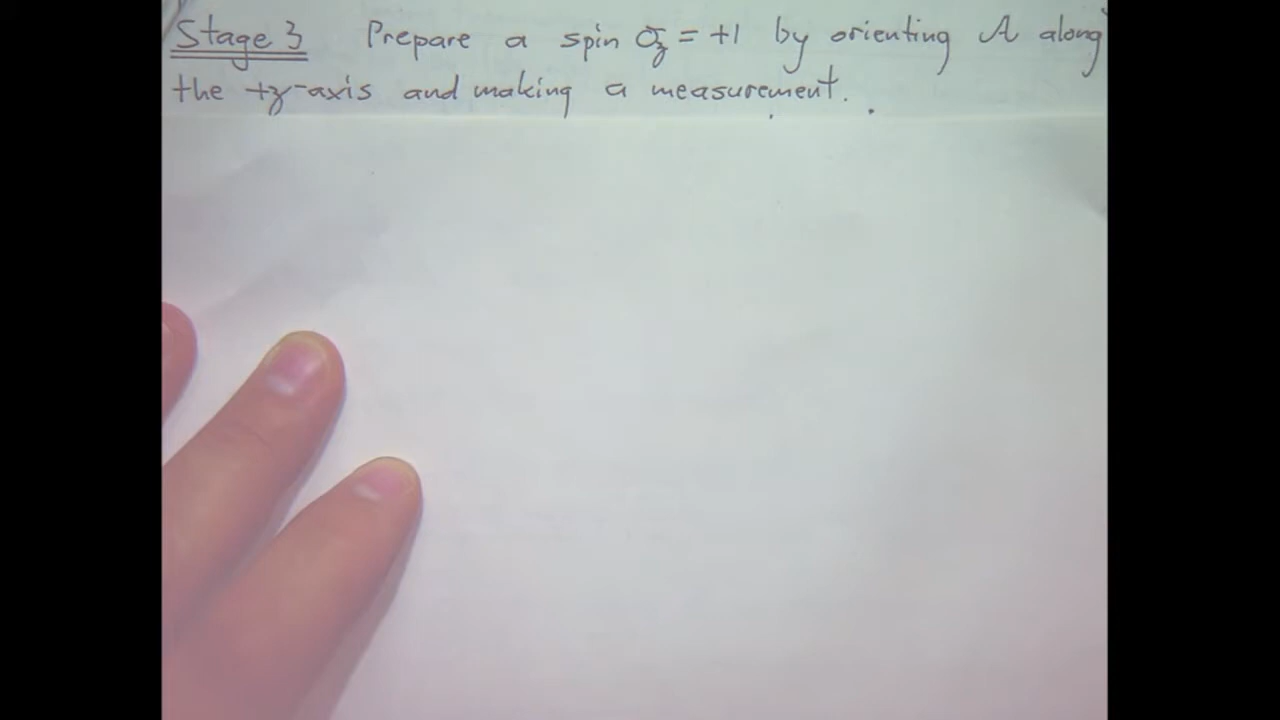 Stage 3 Prepare a spin σz = +1 by orienting A along
the +z-axis and making a measurement.